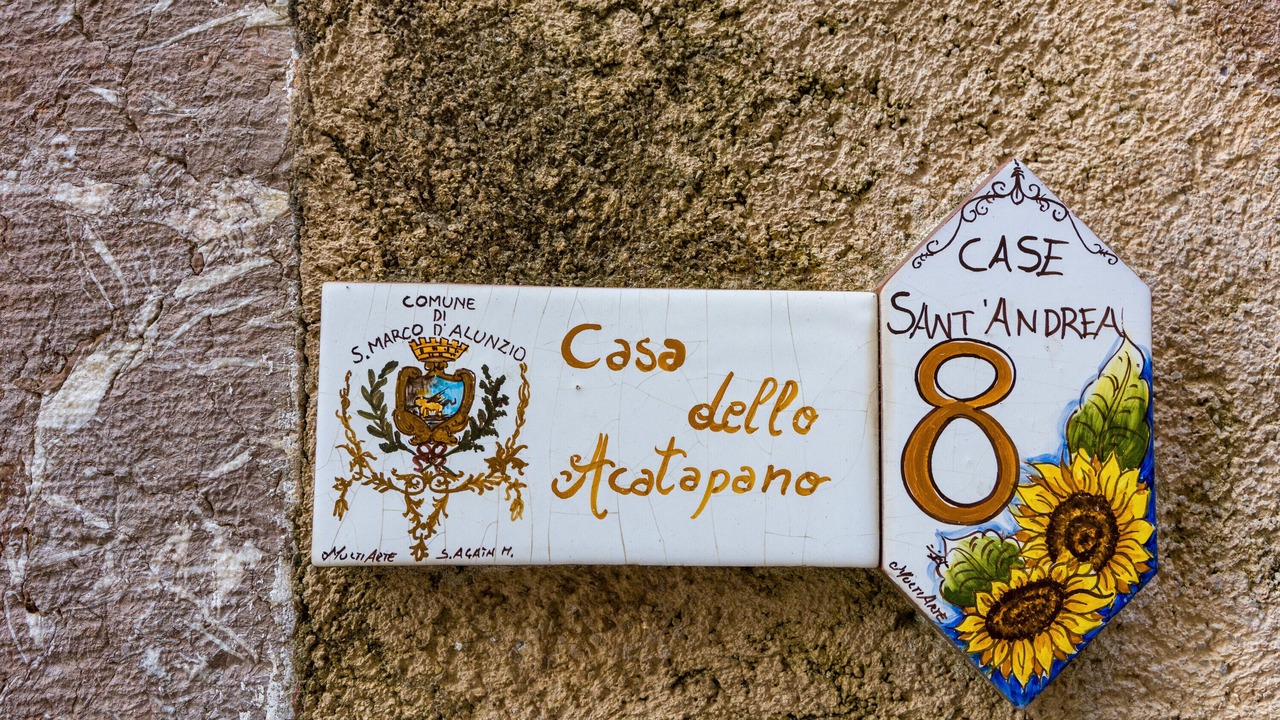 COMUNE
DI
S. MARCO D'ALUNZIO
Casa
dello
Acatapano
MULTIARTE S. AGATA M.
CASE
SANT'ANDREA
8
MULTIARTE